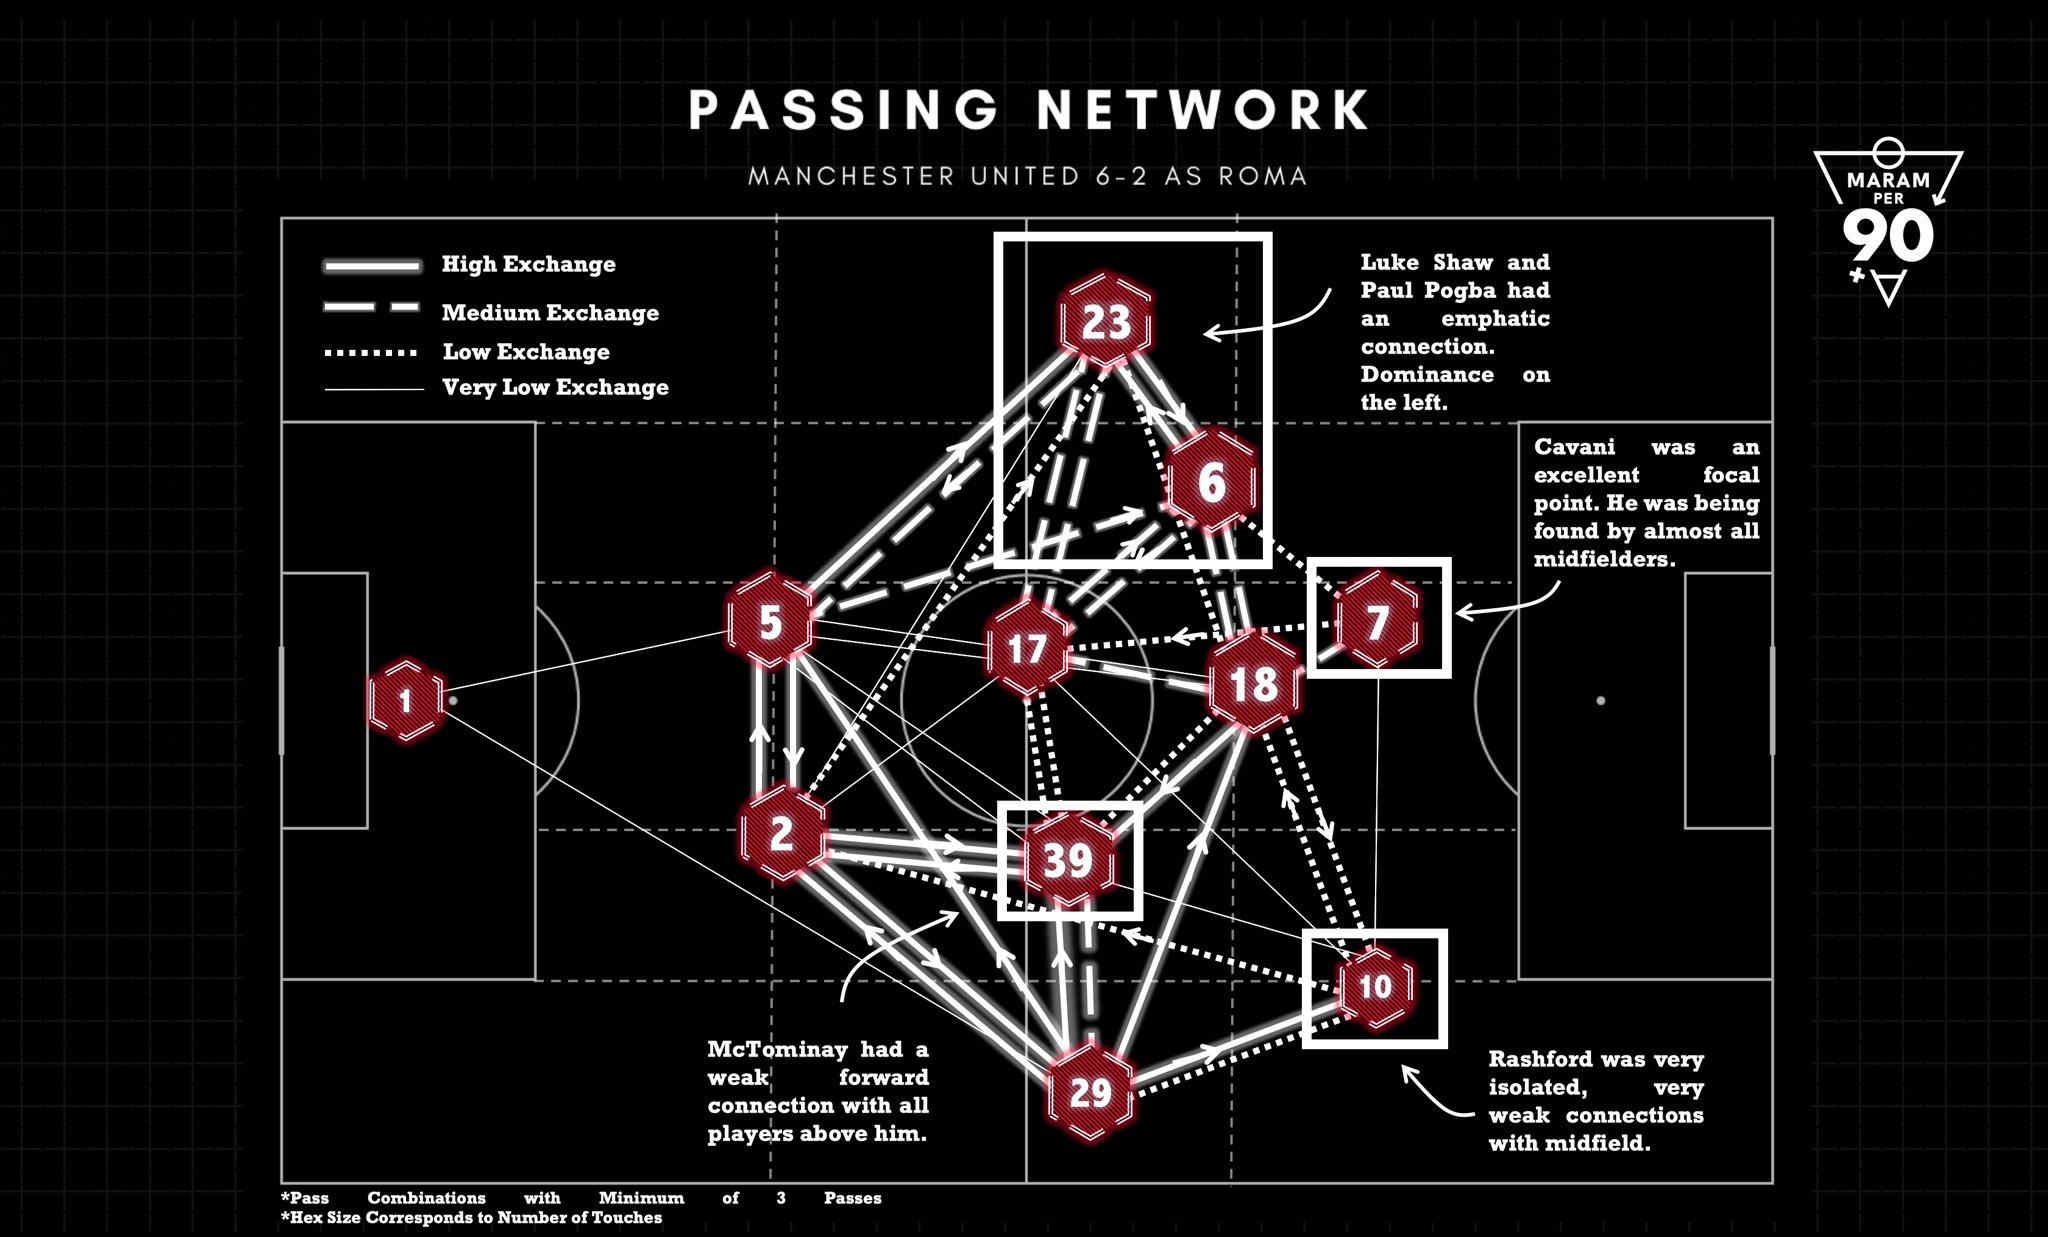 PASSING NETWORK
MANCHESTER UNITED 6-2 AS ROMA
MARAM
PER
90
+
High Exchange
Medium Exchange
Low Exchange
Very Low Exchange
Luke Shaw and
Paul Pogba had
an emphatic
connection.
Dominance on
the left.
Cavani was an
excellent focal
point. He was being
found by almost all
midfielders.
23
6
5
17
7
18
1
2
39
10
29
McTominay had a
weak forward
connection with all
players above him.
Rashford was very
isolated, very
weak connections
with midfield.
*Pass Combinations with Minimum of 3 Passes
*Hex Size Corresponds to Number of Touches